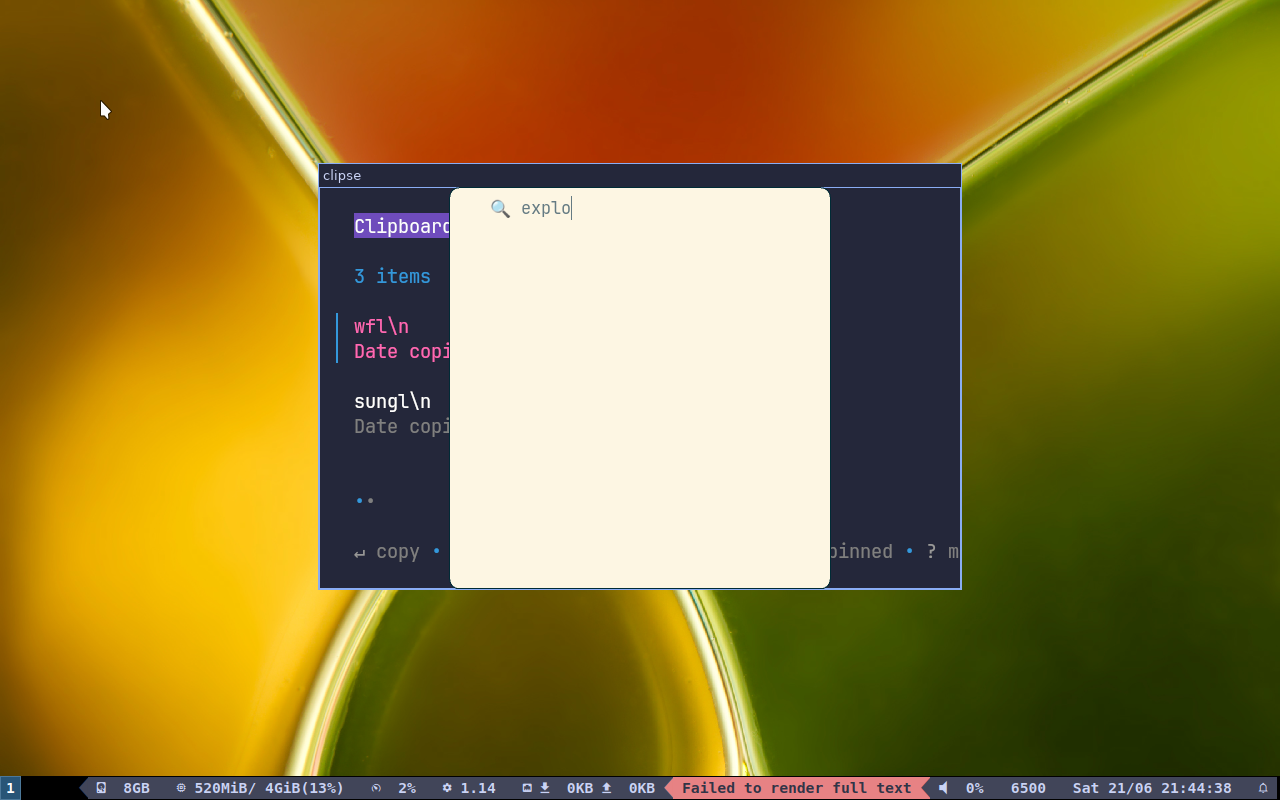 clipse
🔍 explo
Clipboard
3 items
wfl\n
Date copi
sungl\n
Date copi
↵ copy • pinned • ? m
1 8GB 520MiB/ 4GiB(13%) 2% 1.14 0KB 0KB Failed to render full text 0% 6500 Sat 21/06 21:44:38